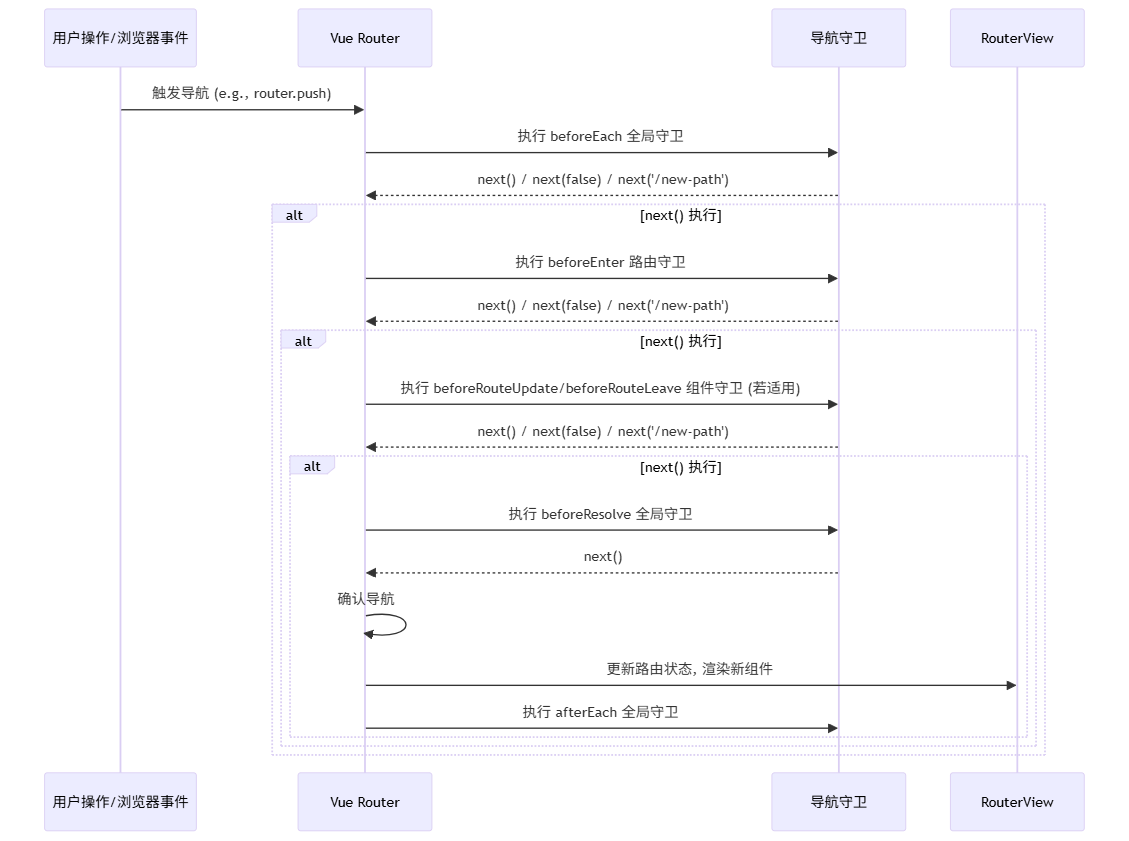 用户操作/浏览器事件
Vue Router
导航守卫
RouterView
触发导航 (e.g., router.push)
执行 beforeEach 全局守卫
next() / next(false) / next('/new-path')
alt
[next() 执行]
执行 beforeEnter 路由守卫
next() / next(false) / next('/new-path')
alt
[next() 执行]
执行 beforeRouteUpdate/beforeRouteLeave 组件守卫 (若适用)
next() / next(false) / next('/new-path')
alt
[next() 执行]
执行 beforeResolve 全局守卫
next()
确认导航
更新路由状态, 渲染新组件
执行 afterEach 全局守卫
用户操作/浏览器事件
Vue Router
导航守卫
RouterView